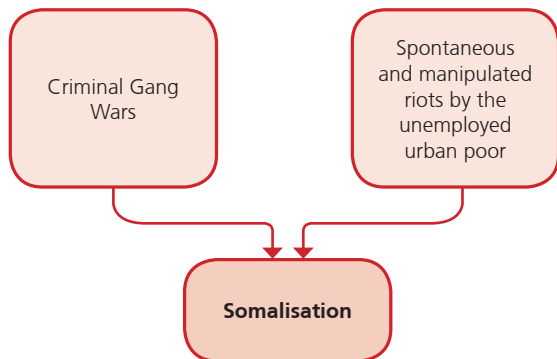 Criminal Gang
Wars
Spontaneous
and manipulated
riots by the
unemployed
urban poor
Somalisation